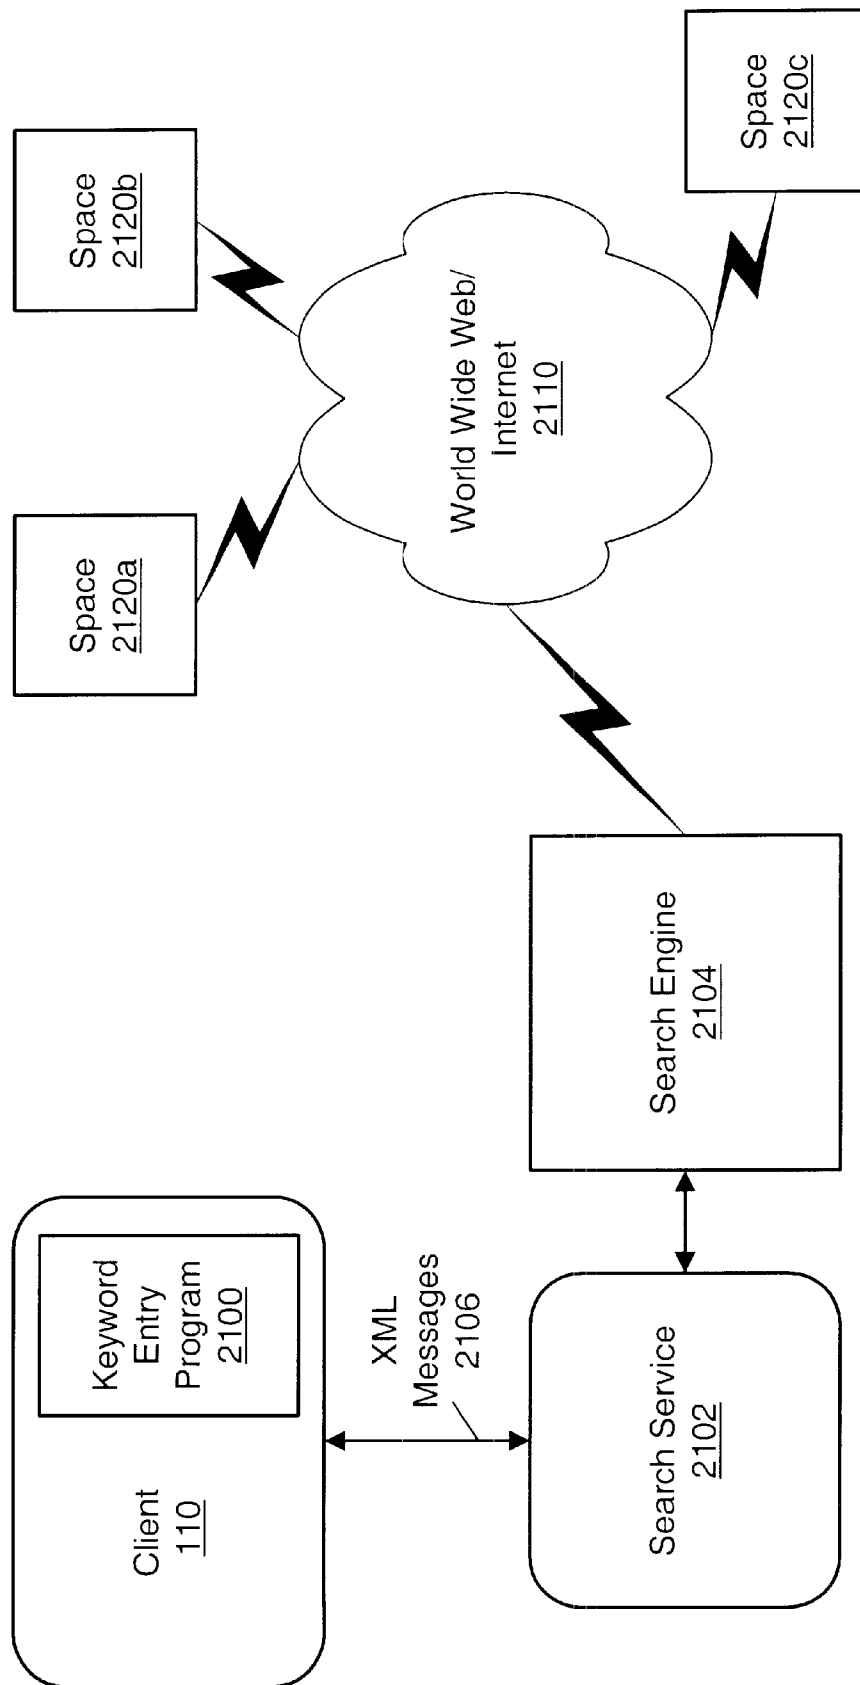 Client
110
Keyword
Entry
Program
2100
XML
Messages
2106
Search Service
2102
Search Engine
2104
World Wide Web/
Internet
2110
Space
2120a
Space
2120b
Space
2120c